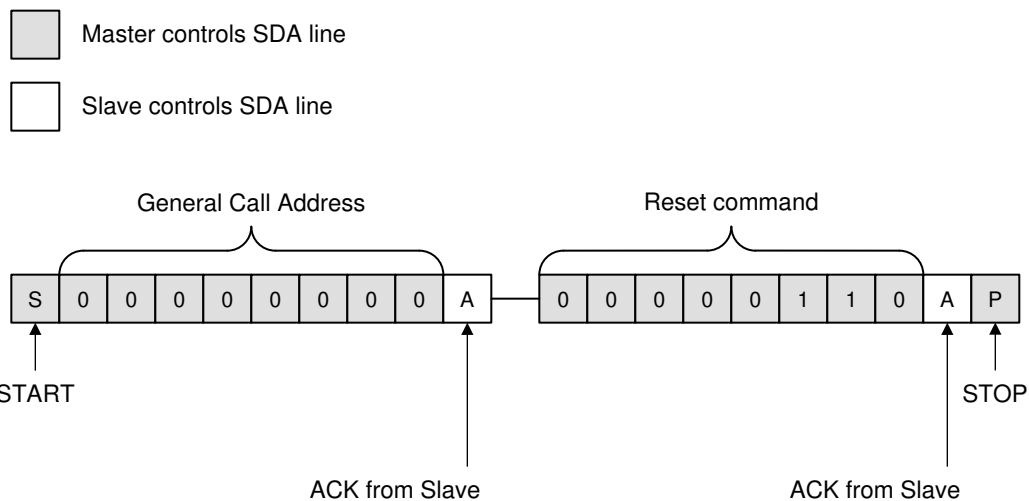 Master controls SDA line
Slave controls SDA line
General Call Address
Reset command
S 0 0 0 0 0 0 0 0 A 0 0 0 0 0 1 1 0 A P
START
STOP
ACK from Slave
ACK from Slave